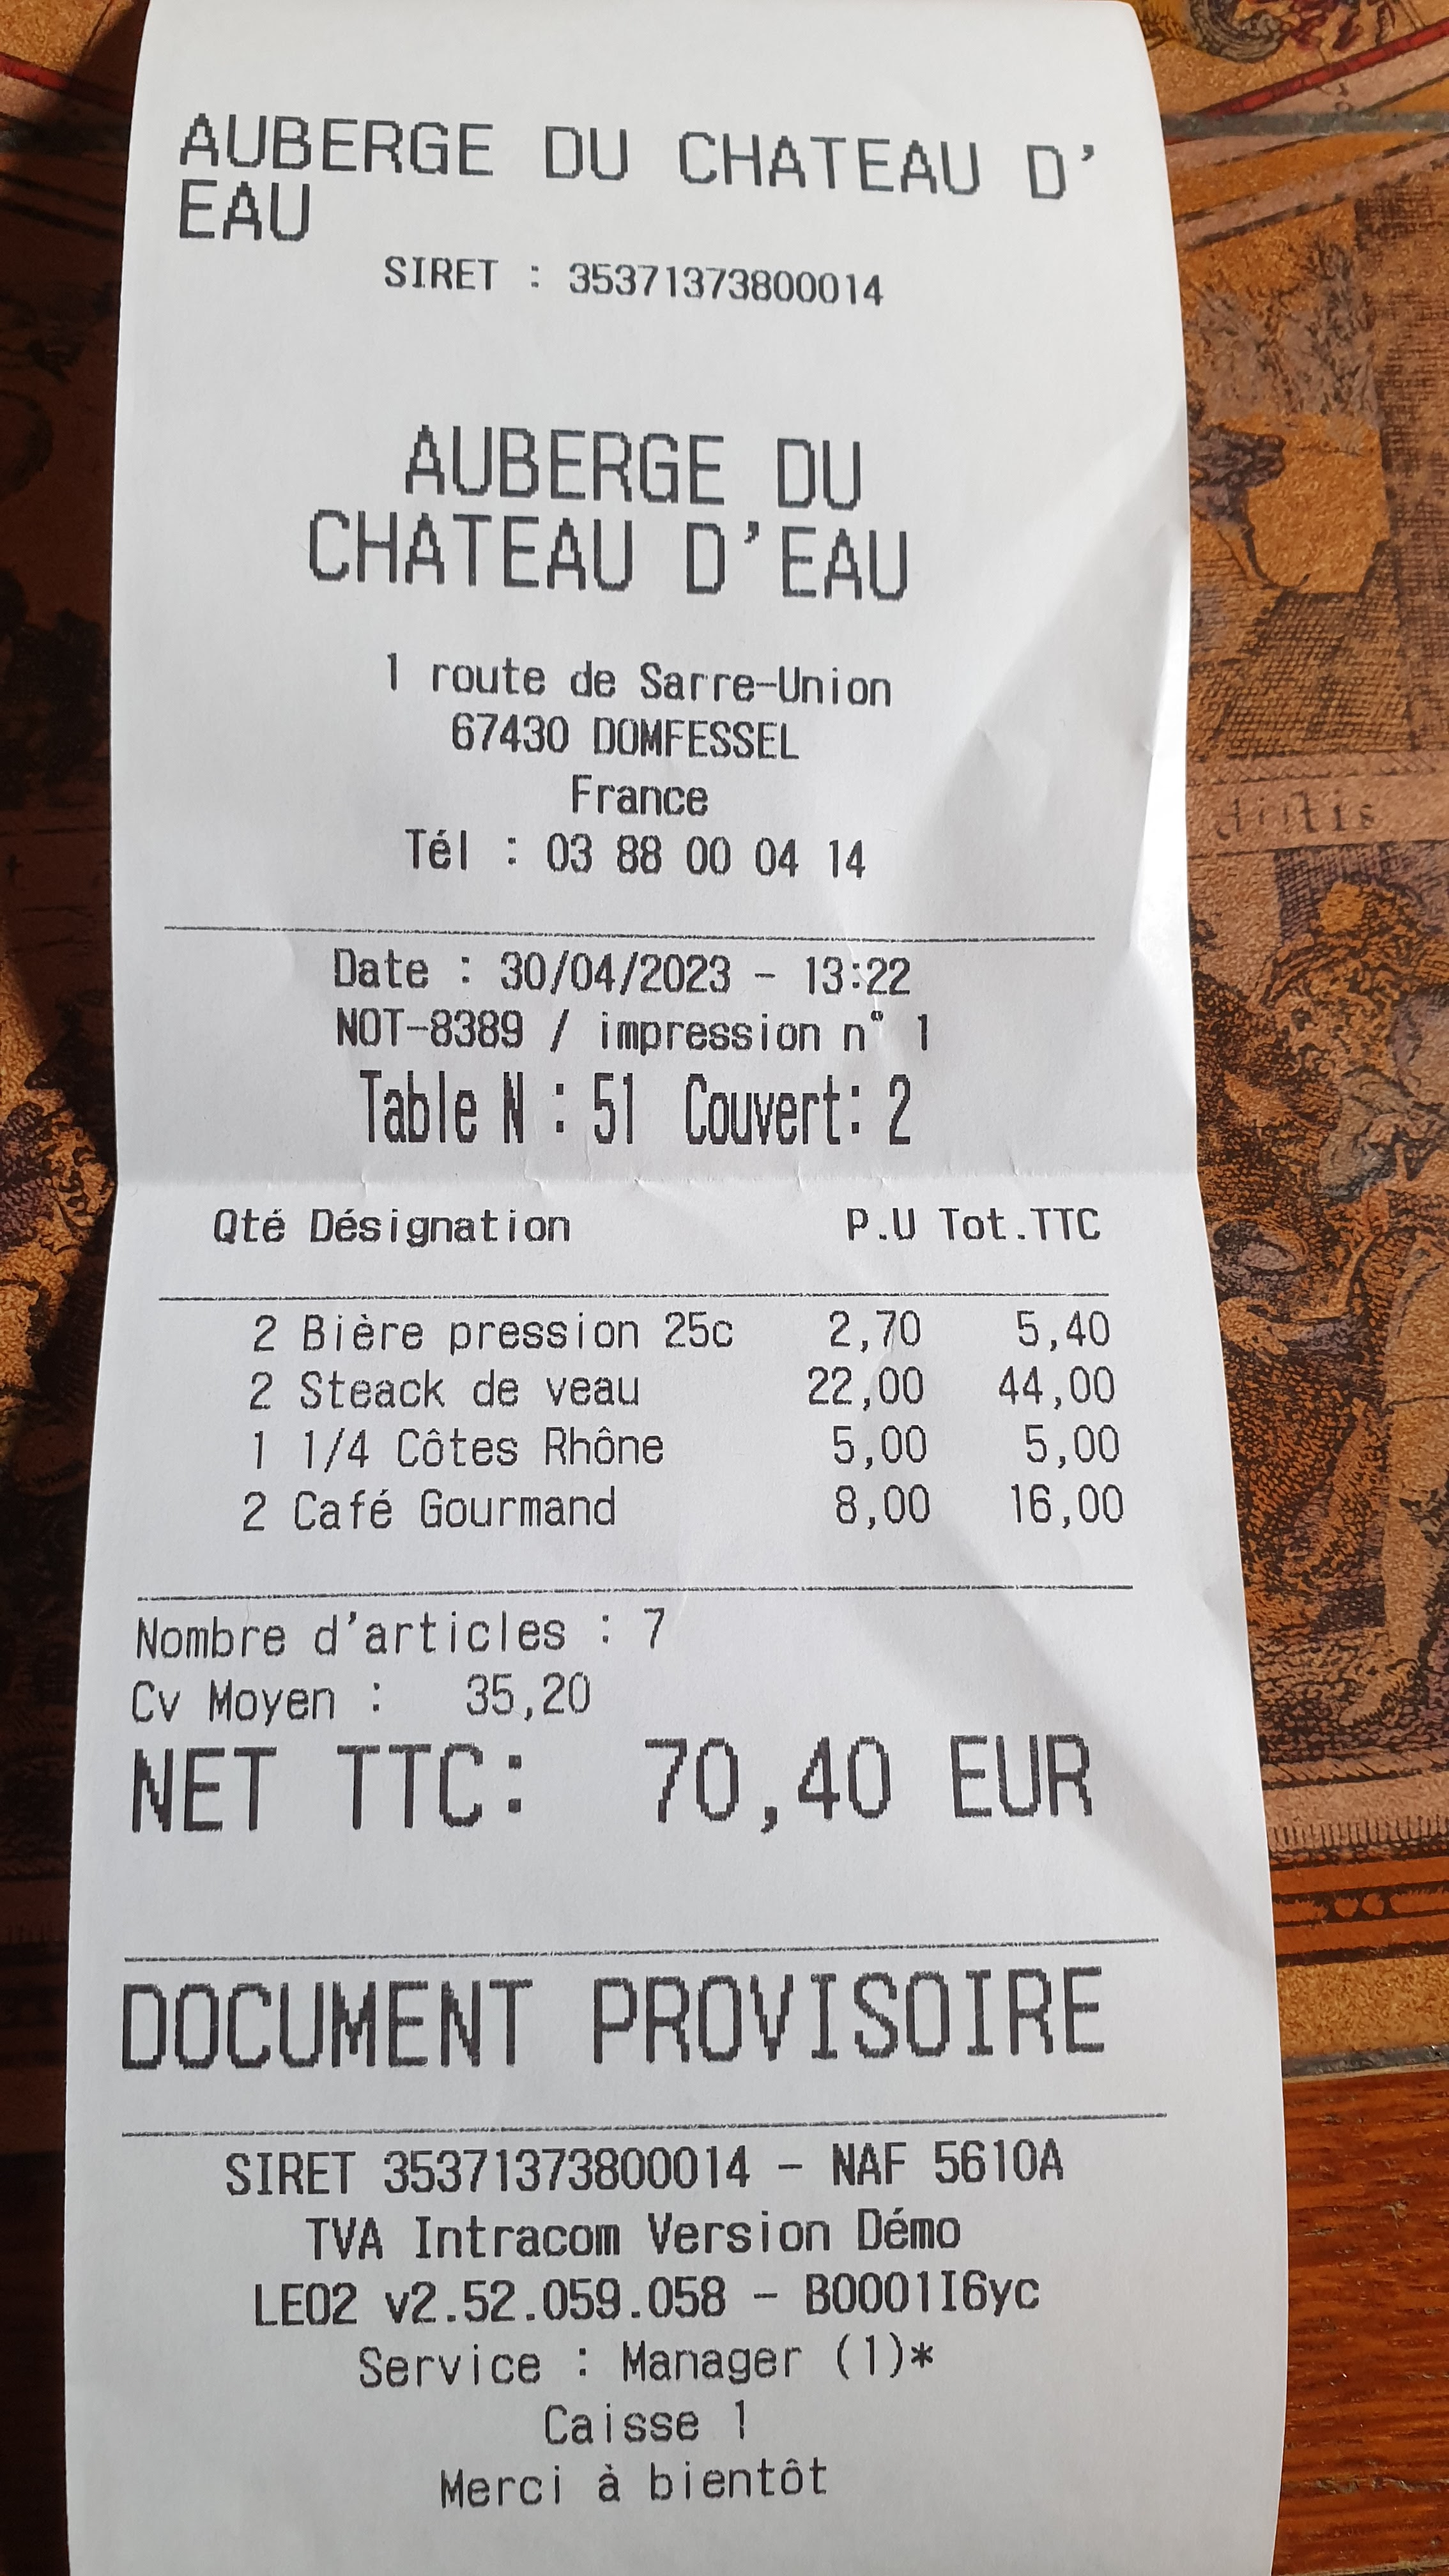 AUBERGE DU CHATEAU D'
EAU
SIRET : 35371373800014
AUBERGE DU
CHATEAU D'EAU
1 route de Sarre-Union
67430 DOMFESSEL
France
Tél : 03 88 00 04 14
Date : 30/04/2023 - 13:22
NOT-8389 / impression n° 1
Table N : 51 Couvert: 2
Qté Désignation P.U Tot.TTC
2 Bière pression 25c 2,70 5,40
2 Steack de veau 22,00 44,00
1 1/4 Côtes Rhône 5,00 5,00
2 Café Gourmand 8,00 16,00
Nombre d'articles : 7
Cv Moyen : 35,20
NET TTC: 70,40 EUR
DOCUMENT PROVISOIRE
SIRET 35371373800014 - NAF 5610A
TVA Intracom Version Démo
LEO2 v2.52.059.058 - B0001I6yc
Service : Manager (1)*
Caisse 1
Merci à bientôt